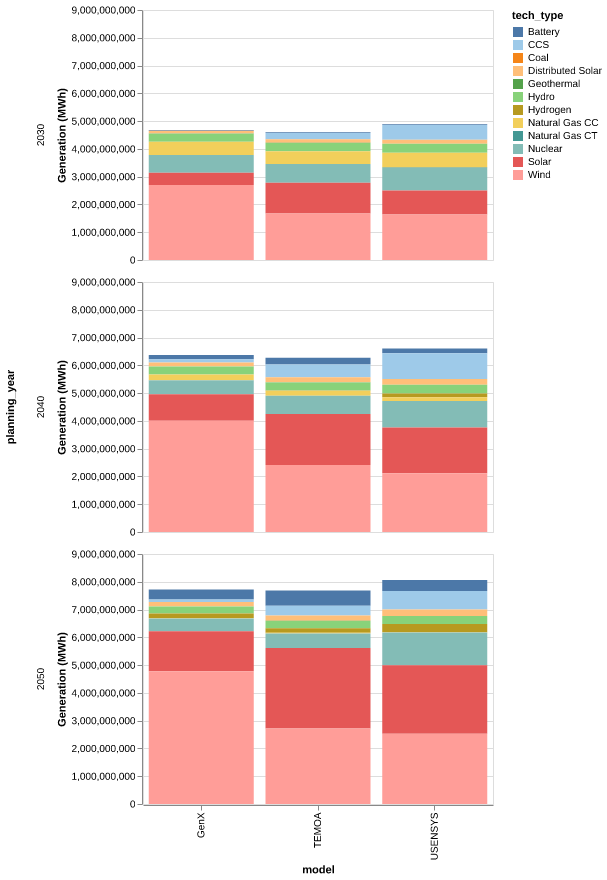 planning_year
2030
Generation (MWh)
9,000,000,000
8,000,000,000
7,000,000,000
6,000,000,000
5,000,000,000
4,000,000,000
3,000,000,000
2,000,000,000
1,000,000,000
0
2040
Generation (MWh)
9,000,000,000
8,000,000,000
7,000,000,000
6,000,000,000
5,000,000,000
4,000,000,000
3,000,000,000
2,000,000,000
1,000,000,000
0
2050
Generation (MWh)
9,000,000,000
8,000,000,000
7,000,000,000
6,000,000,000
5,000,000,000
4,000,000,000
3,000,000,000
2,000,000,000
1,000,000,000
0
GenX
TEMOA
USENSYS
model
tech_type
Battery
CCS
Coal
Distributed Solar
Geothermal
Hydro
Hydrogen
Natural Gas CC
Natural Gas CT
Nuclear
Solar
Wind